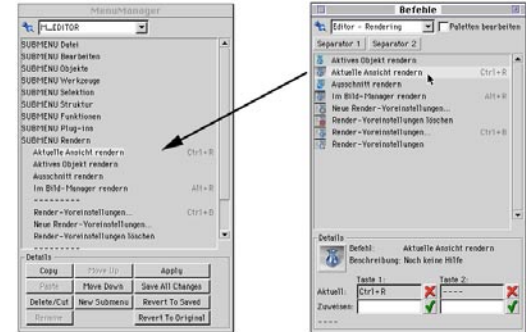 MenuManager
M_EDITOR
SUBMENU Datei
SUBMENU Bearbeiten
SUBMENU Objekte
SUBMENU Werkzeuge
SUBMENU Selektion
SUBMENU Struktur
SUBMENU Funktionen
SUBMENU Plug-ins
SUBMENU Rendern
Aktuelle Ansicht rendern Ctrl+R
Aktives Objekt rendern
Ausschnitt rendern
Im Bild-Manager rendern Alt+R
---------
Render-Voreinstellungen... Ctrl+D
Neue Render-Voreinstellungen...
Render-Voreinstellungen löschen
---------
Details
Copy Move Up Apply
Paste Move Down Save All Changes
Delete/Cut New Submenu Revert To Saved
Rename Revert To Original
Befehle
Editor - Rendering Paletten bearbeiten
Separator 1 Separator 2
Aktives Objekt rendern
Aktuelle Ansicht rendern Ctrl+R
Ausschnitt rendern
Im Bild-Manager rendern Alt+R
Neue Render-Voreinstellungen...
Render-Voreinstellungen löschen
Render-Voreinstellungen...
Render-Voreinstellungen
Details
Befehl: Aktuelle Ansicht rendern
Beschreibung: Noch keine Hilfe
Taste 1: Taste 2:
Aktuell: Ctrl+R ----
Zuweisen:
----